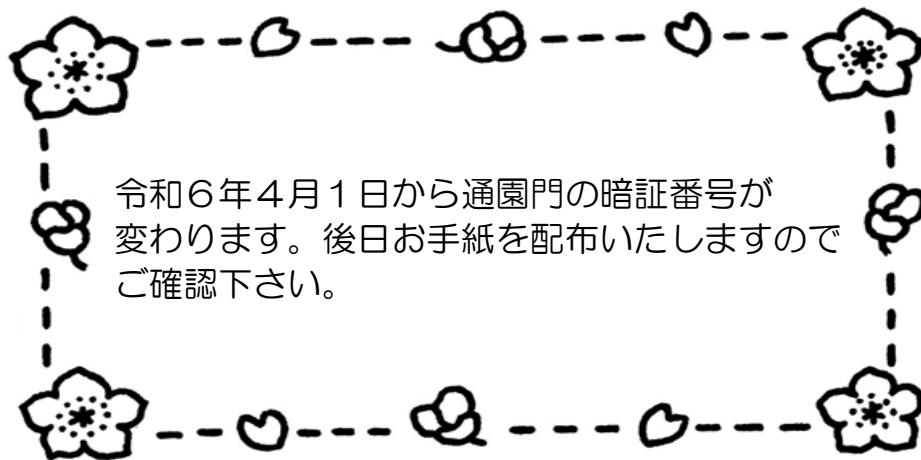 令和６年４月１日から通園門の暗証番号が
変わります。後日お手紙を配布いたしますので
ご確認下さい。